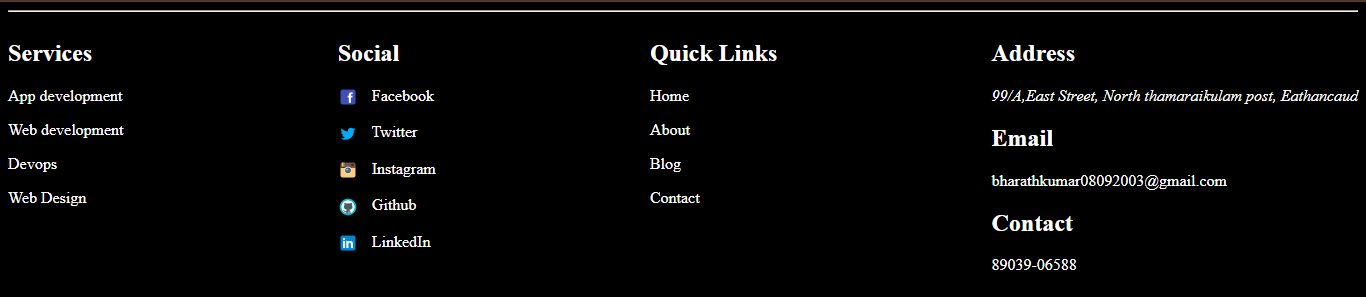 Services
App development
Web development
Devops
Web Design
Social
Facebook
Twitter
Instagram
Github
LinkedIn
Quick Links
Home
About
Blog
Contact
Address
99/A,East Street, North thamaraikulam post, Eathancaud
Email
bharathkumar08092003@gmail.com
Contact
89039-06588